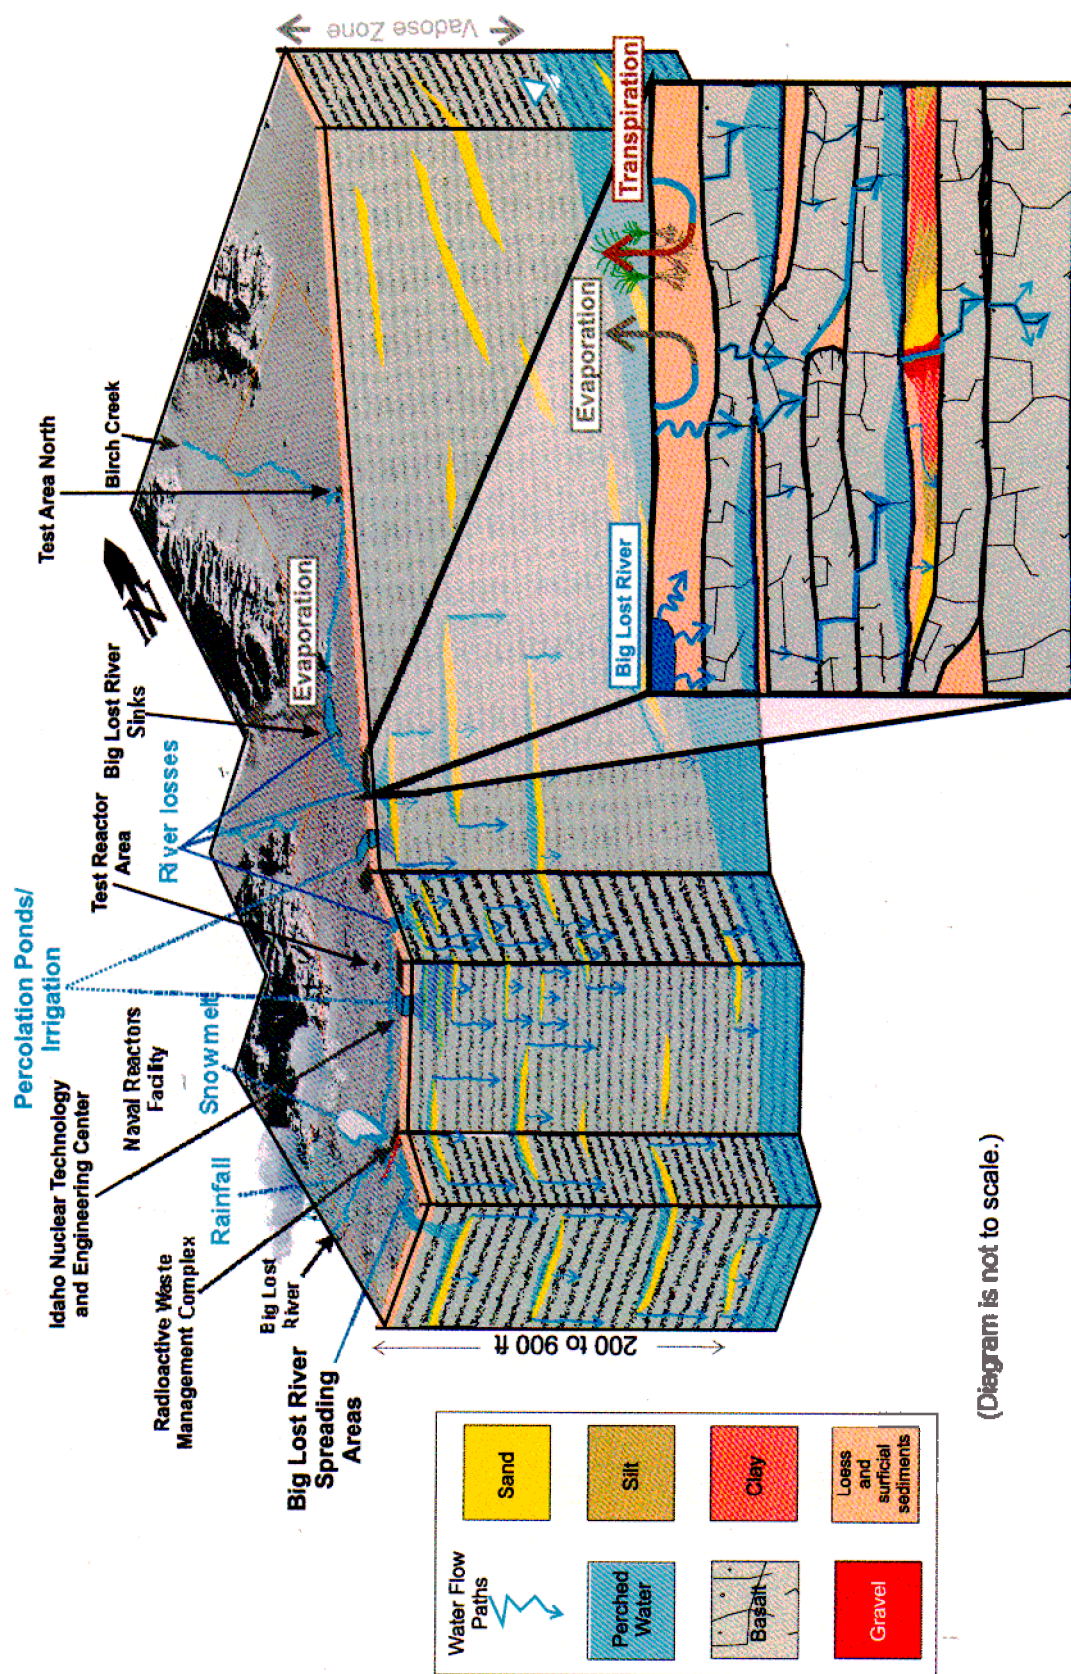 Percolation Ponds/
Irrigation
Idaho Nuclear Technology
and Engineering Center
Naval Reactors
Facility
Snowmelt
Rainfall
Radioactive Waste
Management Complex
Big Lost
River
Big Lost River
Spreading
Areas
Test Reactor
Area
River losses
Big Lost River
Sinks
Evaporation
Test Area North
Birch Creek
N
Vadose Zone
200 to 900 ft
Big Lost River
Evaporation
Transpiration
Water Flow
Paths
Sand
Perched
Water
Silt
Basalt
Clay
Gravel
Loess
and
surficial
sediments
(Diagram is not to scale.)